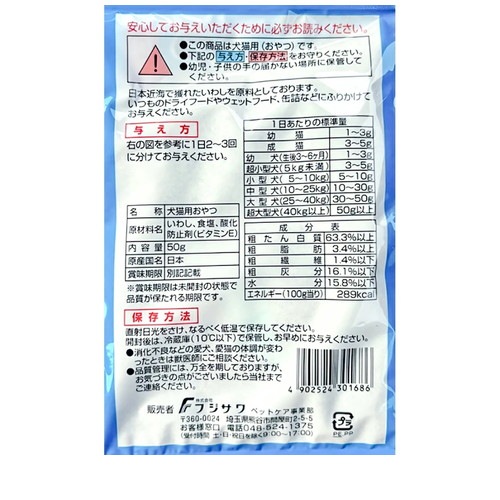 安心してお与えいただくために必ずお読みください。
●この商品は犬猫用(おやつ)です。
●下記の与え方・保存方法をお守りください。
●幼児・子供の手の届かない場所に保管してください。
日本近海で獲れたいわしを原料としております。
いつものドライフードやウェットフード、缶詰などにふりかけてお与えください。
与え方
右の図を参考に1日2〜3回
に分けてお与えください。
1日あたりの標準量
幼猫 1〜3g
成猫 3〜5g
幼犬(生後3〜6ヶ月) 1〜3g
超小型犬(5kg未満) 3〜5g
小型犬(5〜10kg) 5〜10g
中型犬(10〜25kg) 10〜30g
大型犬(25〜40kg) 30〜50g
超大型犬(40kg以上) 50g以上
名称 犬猫用おやつ
原材料名 いわし、食塩、酸化
防止剤(ビタミンE)
内容量 50g
原産国名 日本
賞味期限 別記記載
※賞味期限は未開封の状態で
品質が保たれる期限です。
成分表
粗たん白質 63.3%以上
粗脂肪 3.4%以上
粗繊維 1.4%以下
粗灰分 16.1%以下
水分 15.8%以下
エネルギー(100g当り) 289kcal
保存方法
直射日光をさけ、なるべく低温で保存してください。
開封後は、冷蔵庫(10℃以下)で保管し、お早めにお与えください。
●消化不良などの愛犬、愛猫の体調が変わ
ったときは獣医師にご相談ください。
●品質管理には、万全を期しておりますが、
お気づきの点がございましたら当社まで
ご連絡ください。
4902524301686
販売者 株式会社フジサワ ペットケア事業部
〒360-0024 埼玉県熊谷市問屋町2-5-5
お客様窓口 電話048-524-1375
(受付時間 土・日・祝日を除く9:00〜17:00)
プラ
PE,PP